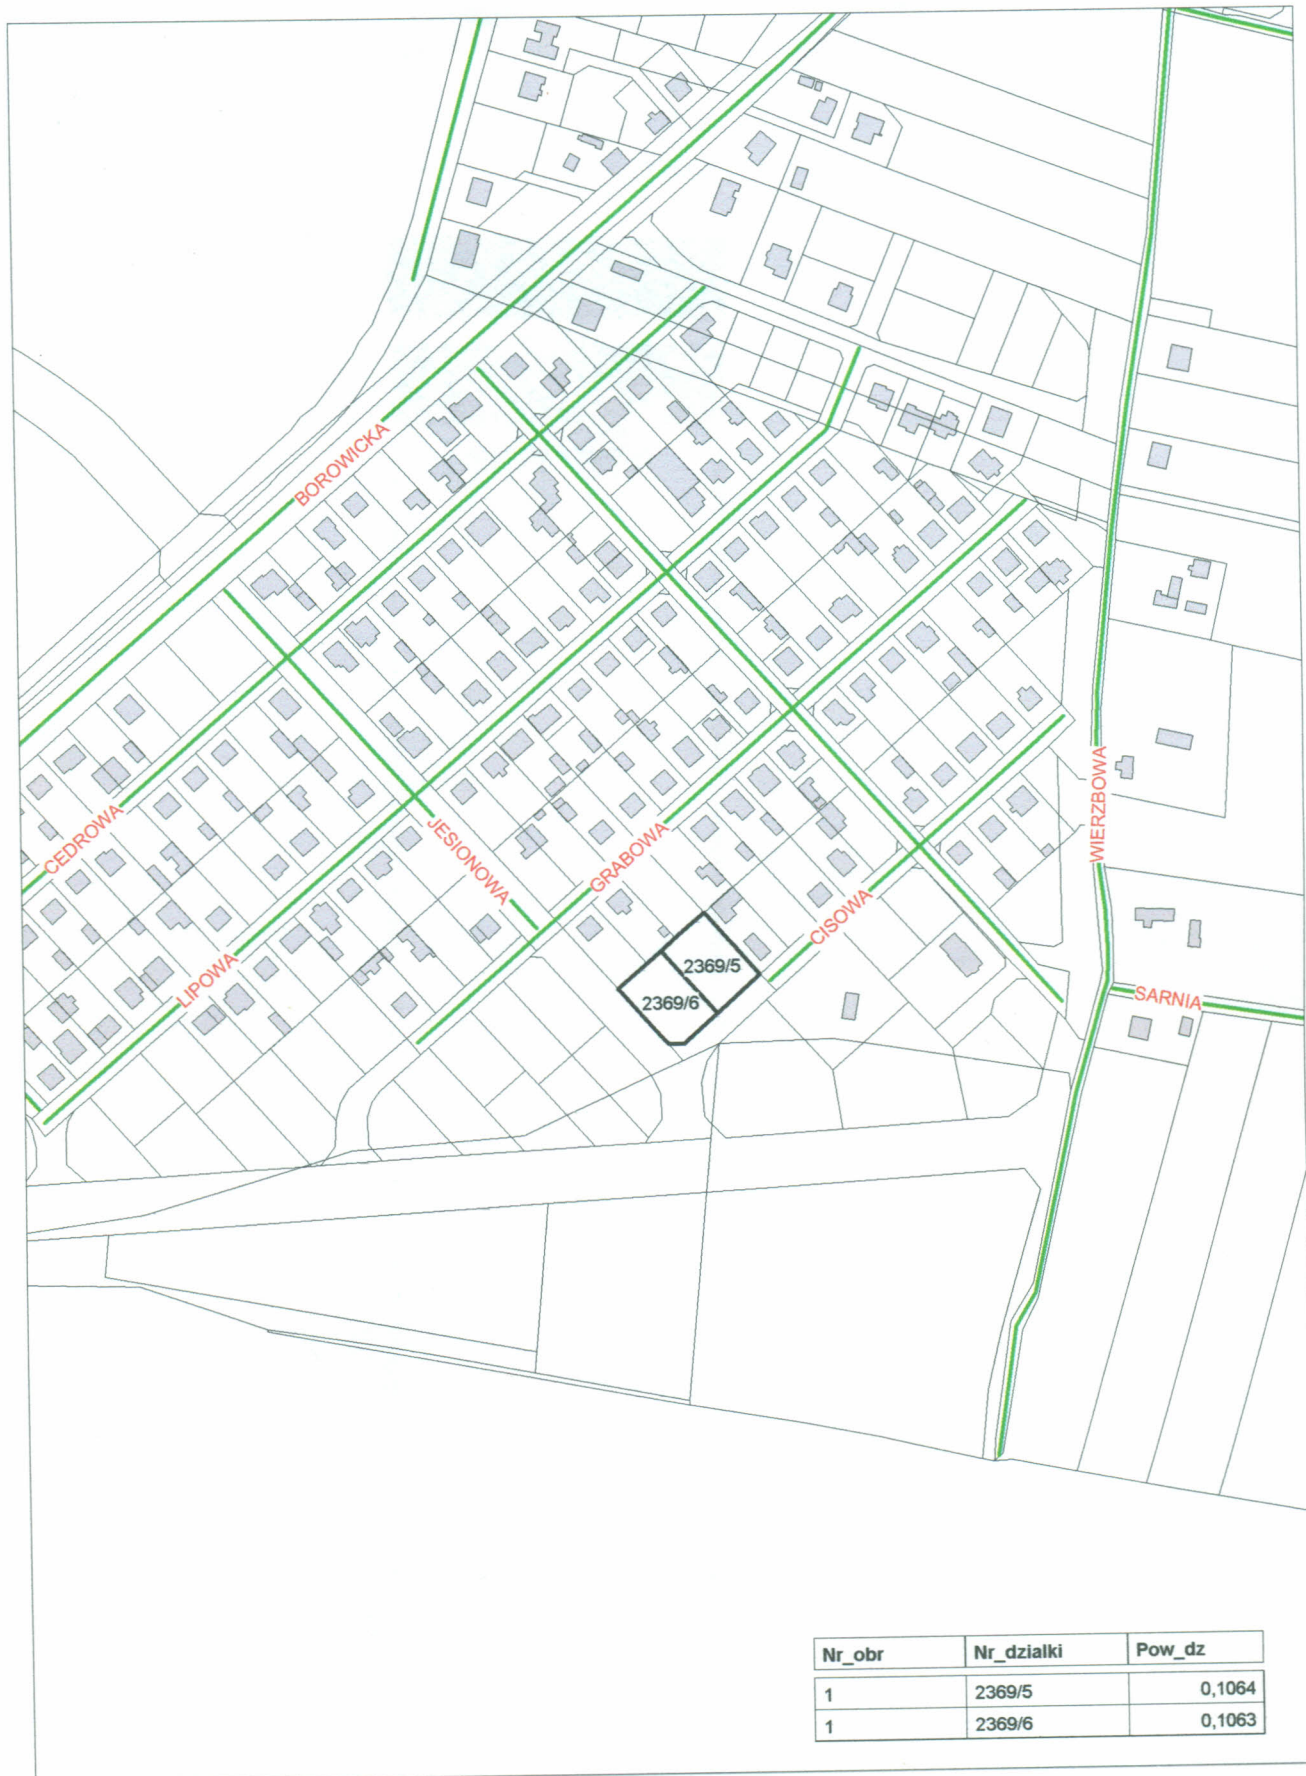 BOROWICKA
CEDROWA
JESIONOWA
GRABOWA
WIERZBOWA
LIPOWA
CISOWA
SARNIA
2369/5
2369/6
Nr_obr Nr_dzialki Pow_dz
1 2369/5 0,1064
1 2369/6 0,1063